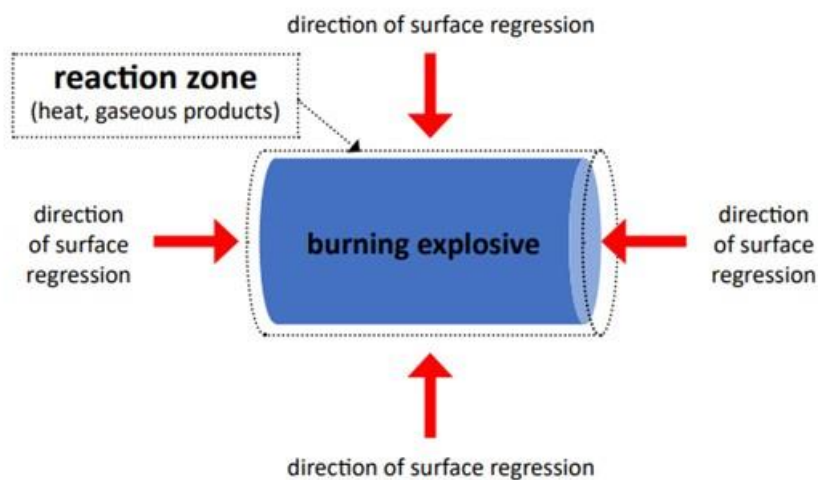 direction of surface regression
reaction zone
(heat, gaseous products)
direction
of surface
regression
burning explosive
direction
of surface
regression
direction of surface regression